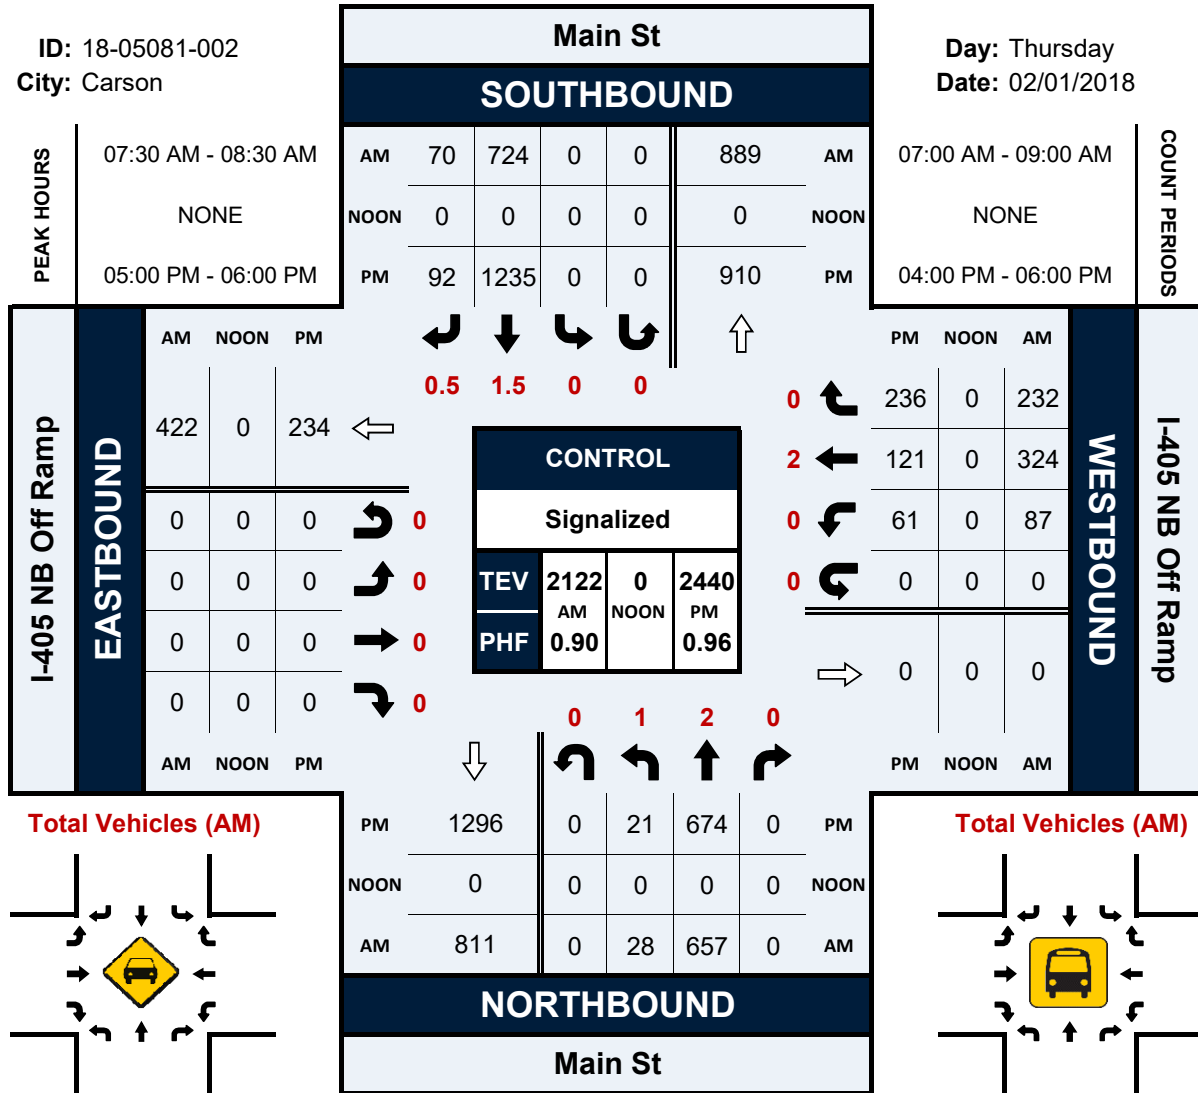 Main St
ID: 18-05081-002
Day: Thursday
City: Carson
Date: 02/01/2018
SOUTHBOUND
PEAK HOURS
07:30 AM - 08:30 AM
NONE
05:00 PM - 06:00 PM
AM 70 724 0 0 889 AM
NOON 0 0 0 0 0 NOON
PM 92 1235 0 0 910 PM
07:00 AM - 09:00 AM
NONE
04:00 PM - 06:00 PM
COUNT PERIODS
0.5 1.5 0 0
I-405 NB Off Ramp
EASTBOUND
AM NOON PM
422 0 234
0 0 0 0
0 0 0 0
0 0 0 0
0 0 0 0
AM NOON PM
CONTROL
Signalized
TEV 2122 0 2440
AM NOON PM
PHF 0.90 0.96
PM NOON AM
0 236 0 232
2 121 0 324
0 61 0 87
0 0 0 0
0 0 0
PM NOON AM
WESTBOUND
I-405 NB Off Ramp
0 1 2 0
PM 1296 0 21 674 0 PM
NOON 0 0 0 0 0 NOON
AM 811 0 28 657 0 AM
NORTHBOUND
Main St
Total Vehicles (AM)
Total Vehicles (AM)